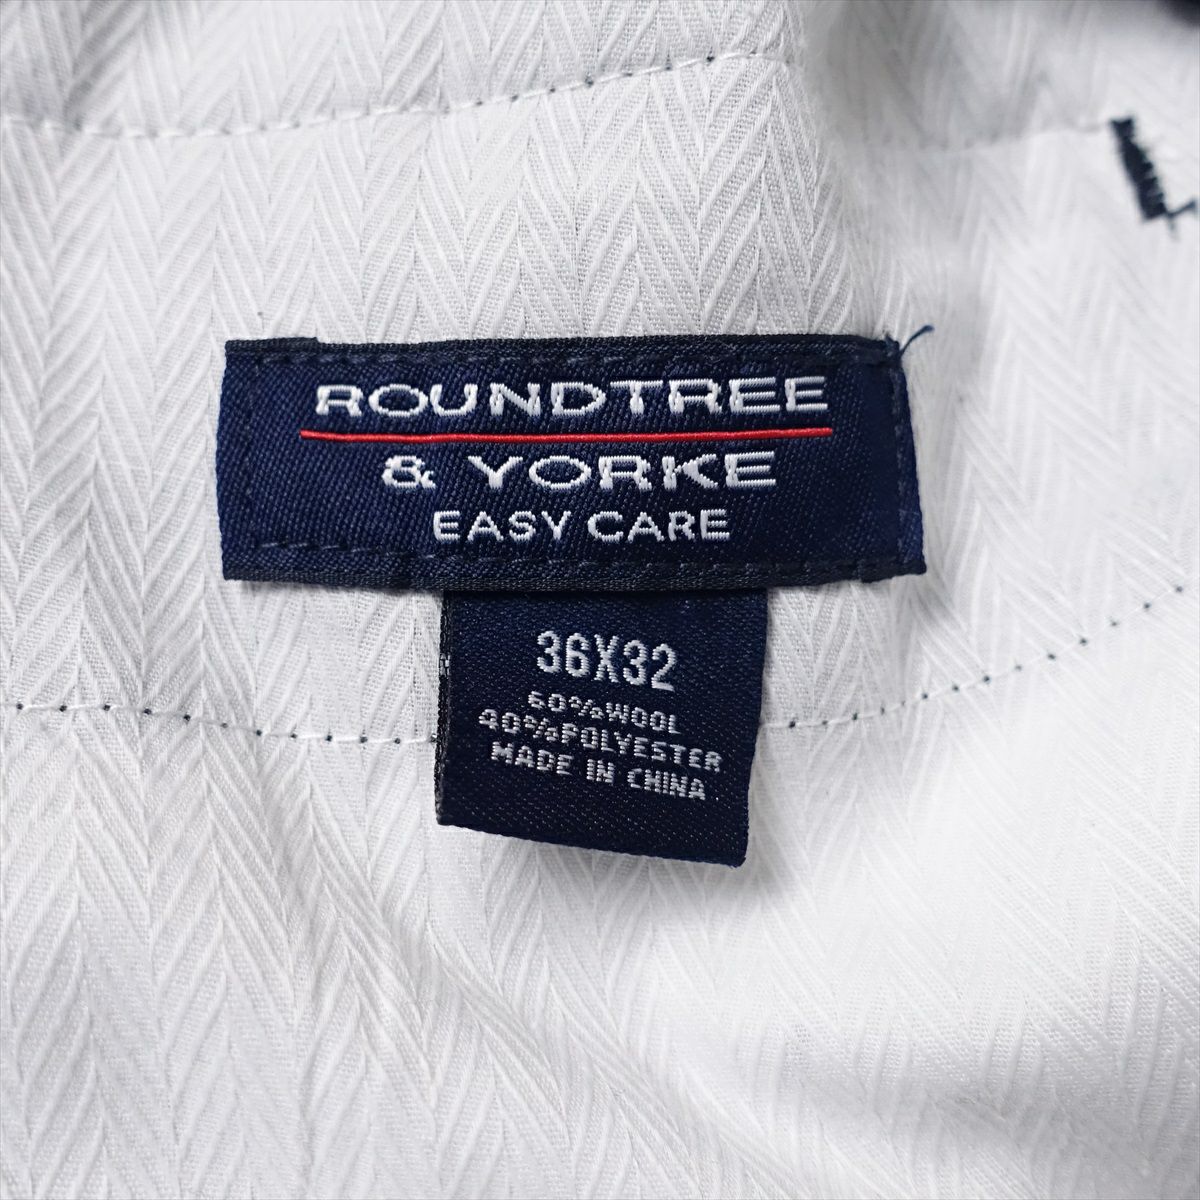 ROUNDTREE
& YORKE
EASY CARE
36X32
60%WOOL
40%POLYESTER
MADE IN CHINA